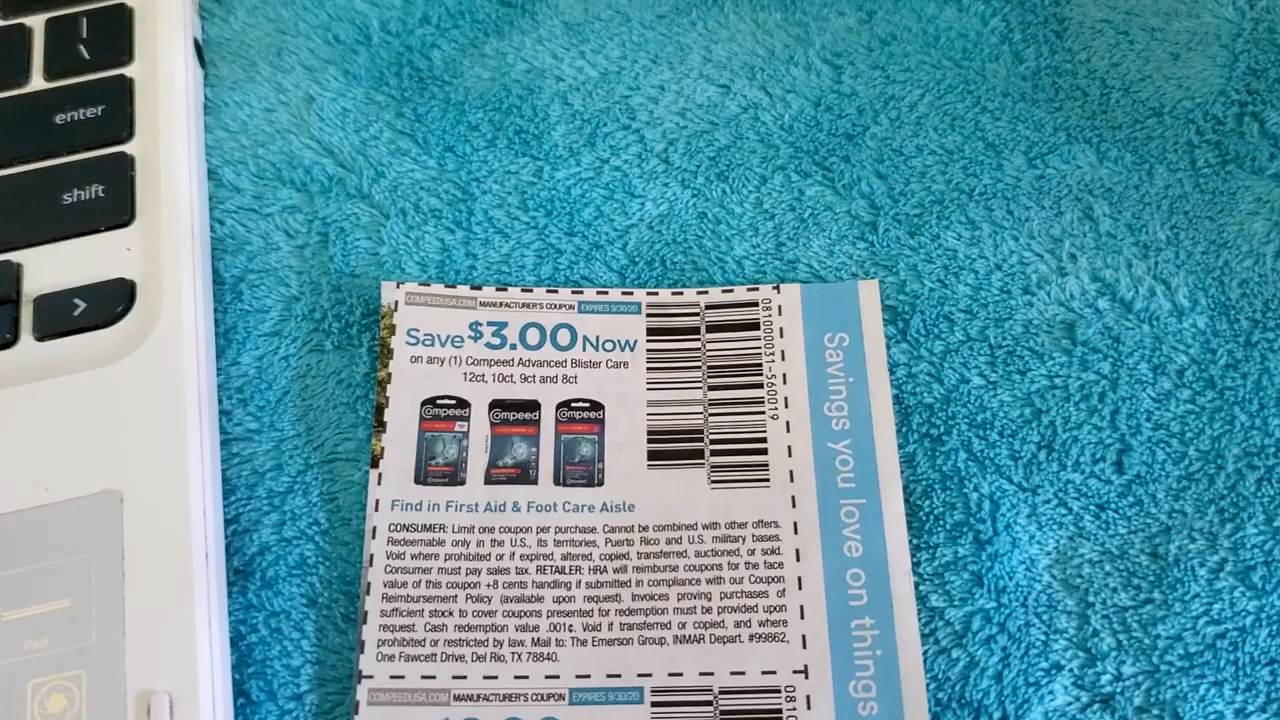 enter
shift
COMPEEDUSA.COM MANUFACTURER'S COUPON EXPIRES 9/30/20
Save $3.00 Now
on any (1) Compeed Advanced Blister Care
12ct, 10ct, 9ct and 8ct
Compeed Compeed Compeed
Find in First Aid & Foot Care Aisle
CONSUMER: Limit one coupon per purchase. Cannot be combined with other offers.
Redeemable only in the U.S., its territories, Puerto Rico and U.S. military bases.
Void where prohibited or if expired, altered, copied, transferred, auctioned, or sold.
Consumer must pay sales tax. RETAILER: HRA will reimburse coupons for the face
value of this coupon +8 cents handling if submitted in compliance with our Coupon
Reimbursement Policy (available upon request). Invoices proving purchases of
sufficient stock to cover coupons presented for redemption must be provided upon
request. Cash redemption value .001¢. Void if transferred or copied, and where
prohibited or restricted by law. Mail to: The Emerson Group, INMAR Depart. #99862,
One Fawcett Drive, Del Rio, TX 78840.
081000031-560019
Savings you love on things
COMPEEDUSA.COM MANUFACTURER'S COUPON EXPIRES 9/30/20
0810